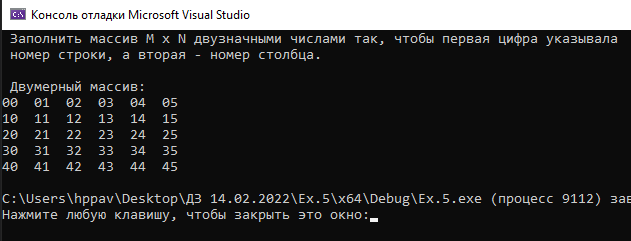 Консоль отладки Microsoft Visual Studio
Заполнить массив M x N двузначными числами так, чтобы первая цифра указывала
номер строки, а вторая - номер столбца.
Двумерный массив:
00 01 02 03 04 05
10 11 12 13 14 15
20 21 22 23 24 25
30 31 32 33 34 35
40 41 42 43 44 45
C:\Users\hppav\Desktop\ДЗ 14.02.2022\Ex.5\x64\Debug\Ex.5.exe (процесс 9112) зав
Нажмите любую клавишу, чтобы закрыть это окно: